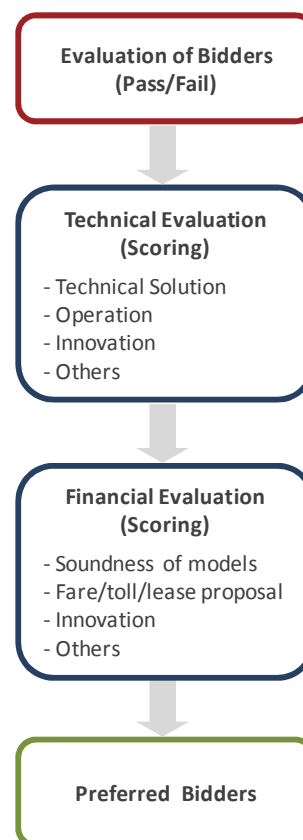 Evaluation of Bidders
(Pass/Fail)
Technical Evaluation
(Scoring)
- Technical Solution
- Operation
- Innovation
- Others
Financial Evaluation
(Scoring)
- Soundness of models
- Fare/toll/lease proposal
- Innovation
- Others
Preferred Bidders